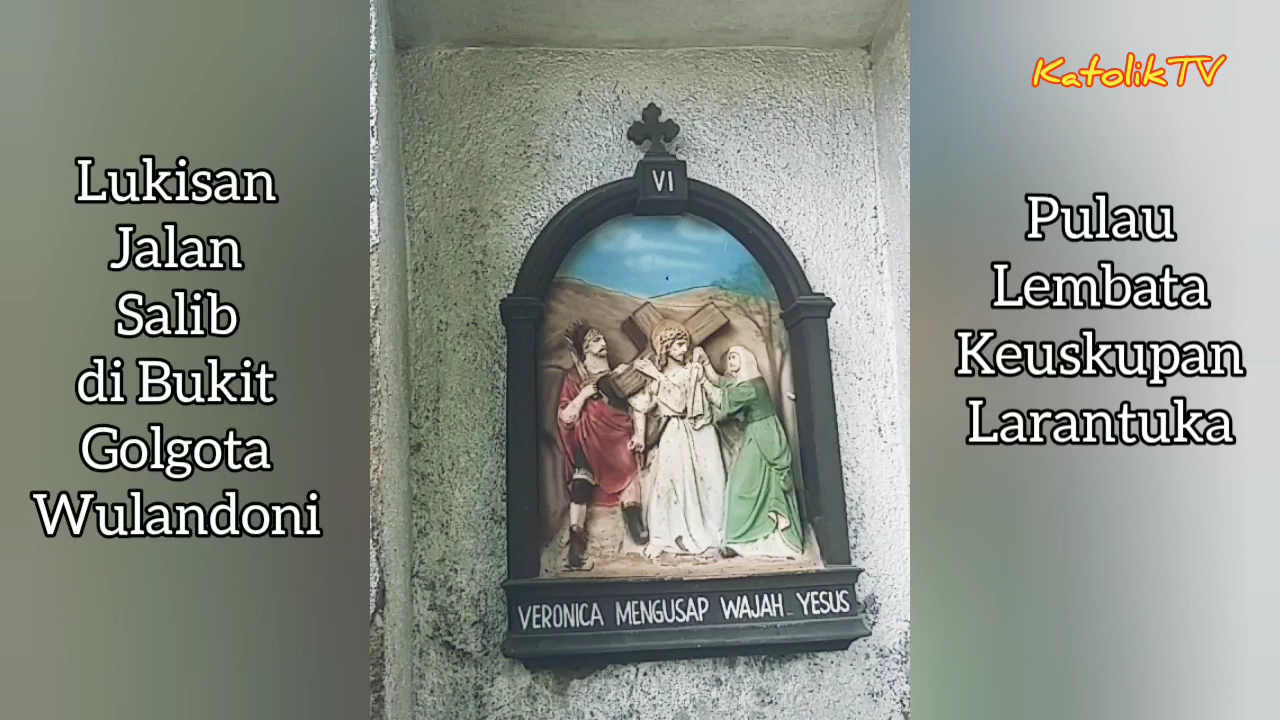 Lukisan
Jalan
Salib
di Bukit
Golgota
Wulandoni
VI
VERONICA MENGUSAP WAJAH YESUS
KatolikTV
Pulau
Lembata
Keuskupan
Larantuka